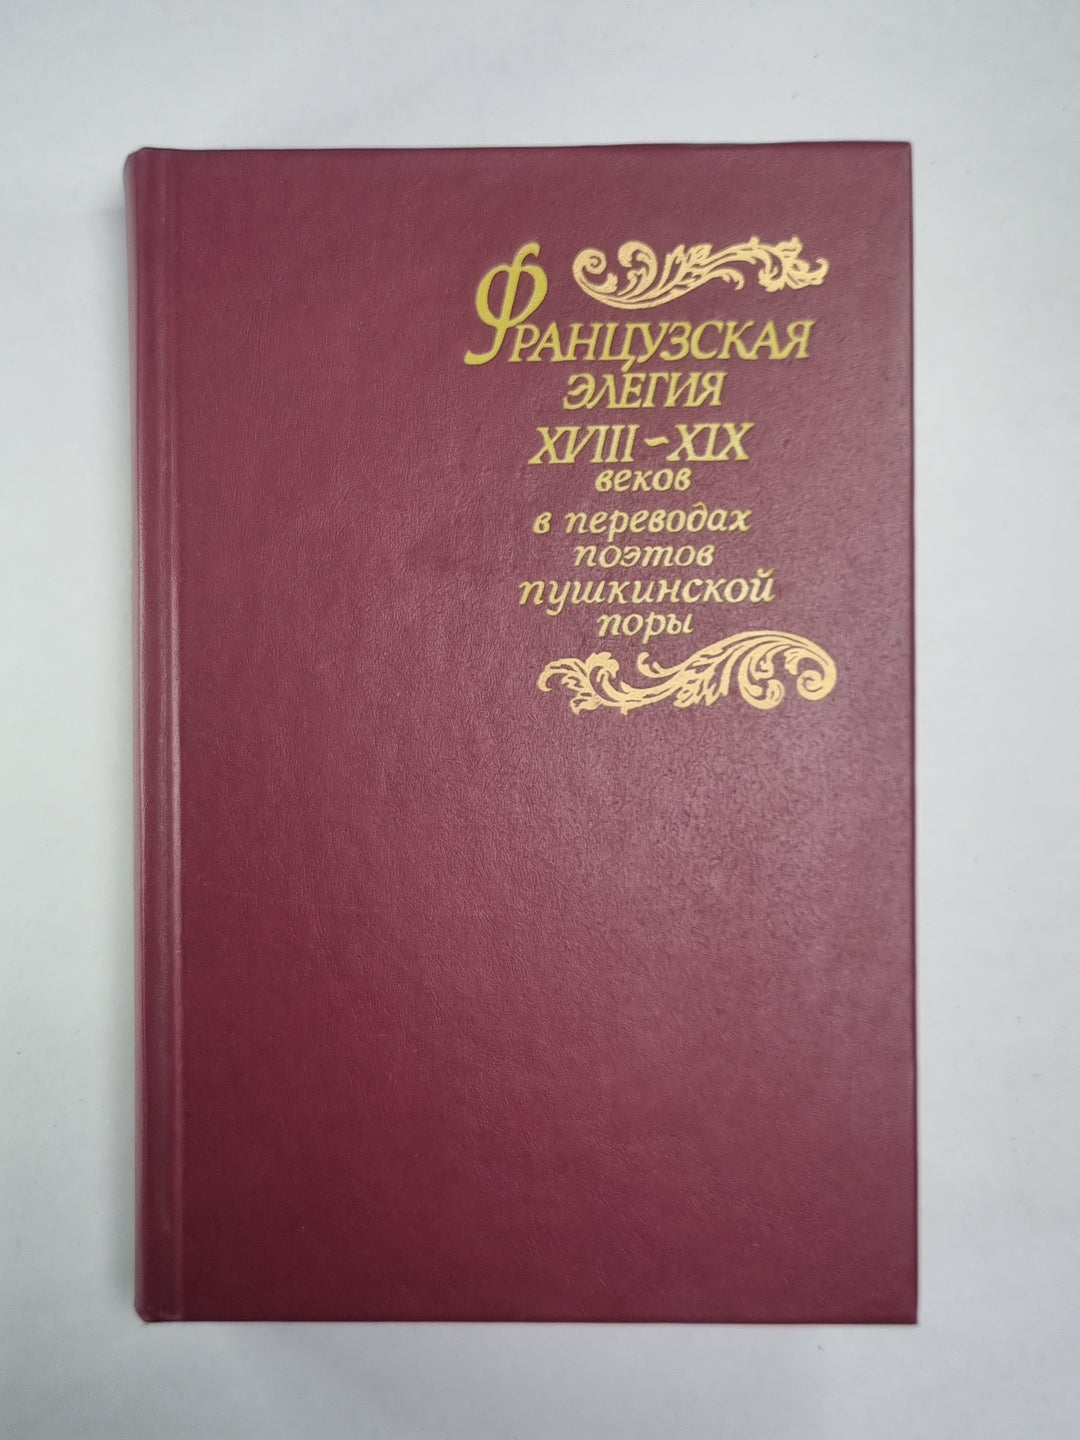 ФРАНЦУЗСКАЯ
ЭЛЕГИЯ
XVIII~XIX
веков
в переводах
поэтов
пушкинской
поры